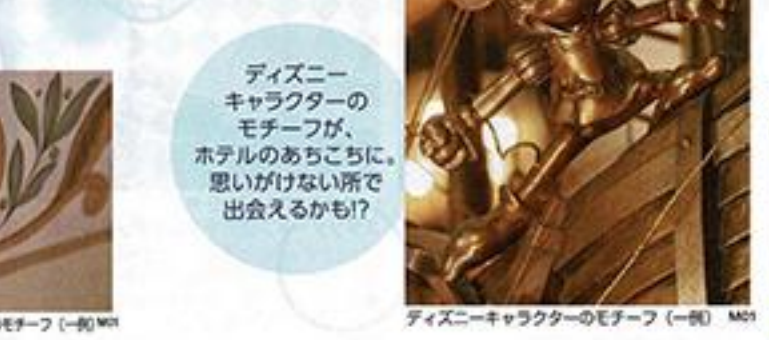 ディズニー
キャラクターの
モチーフが、
ホテルのあちこちに。
思いがけない所で
出会えるかも!?
のモチーフ（一例） M01
ディズニーキャラクターのモチーフ（一例） M01